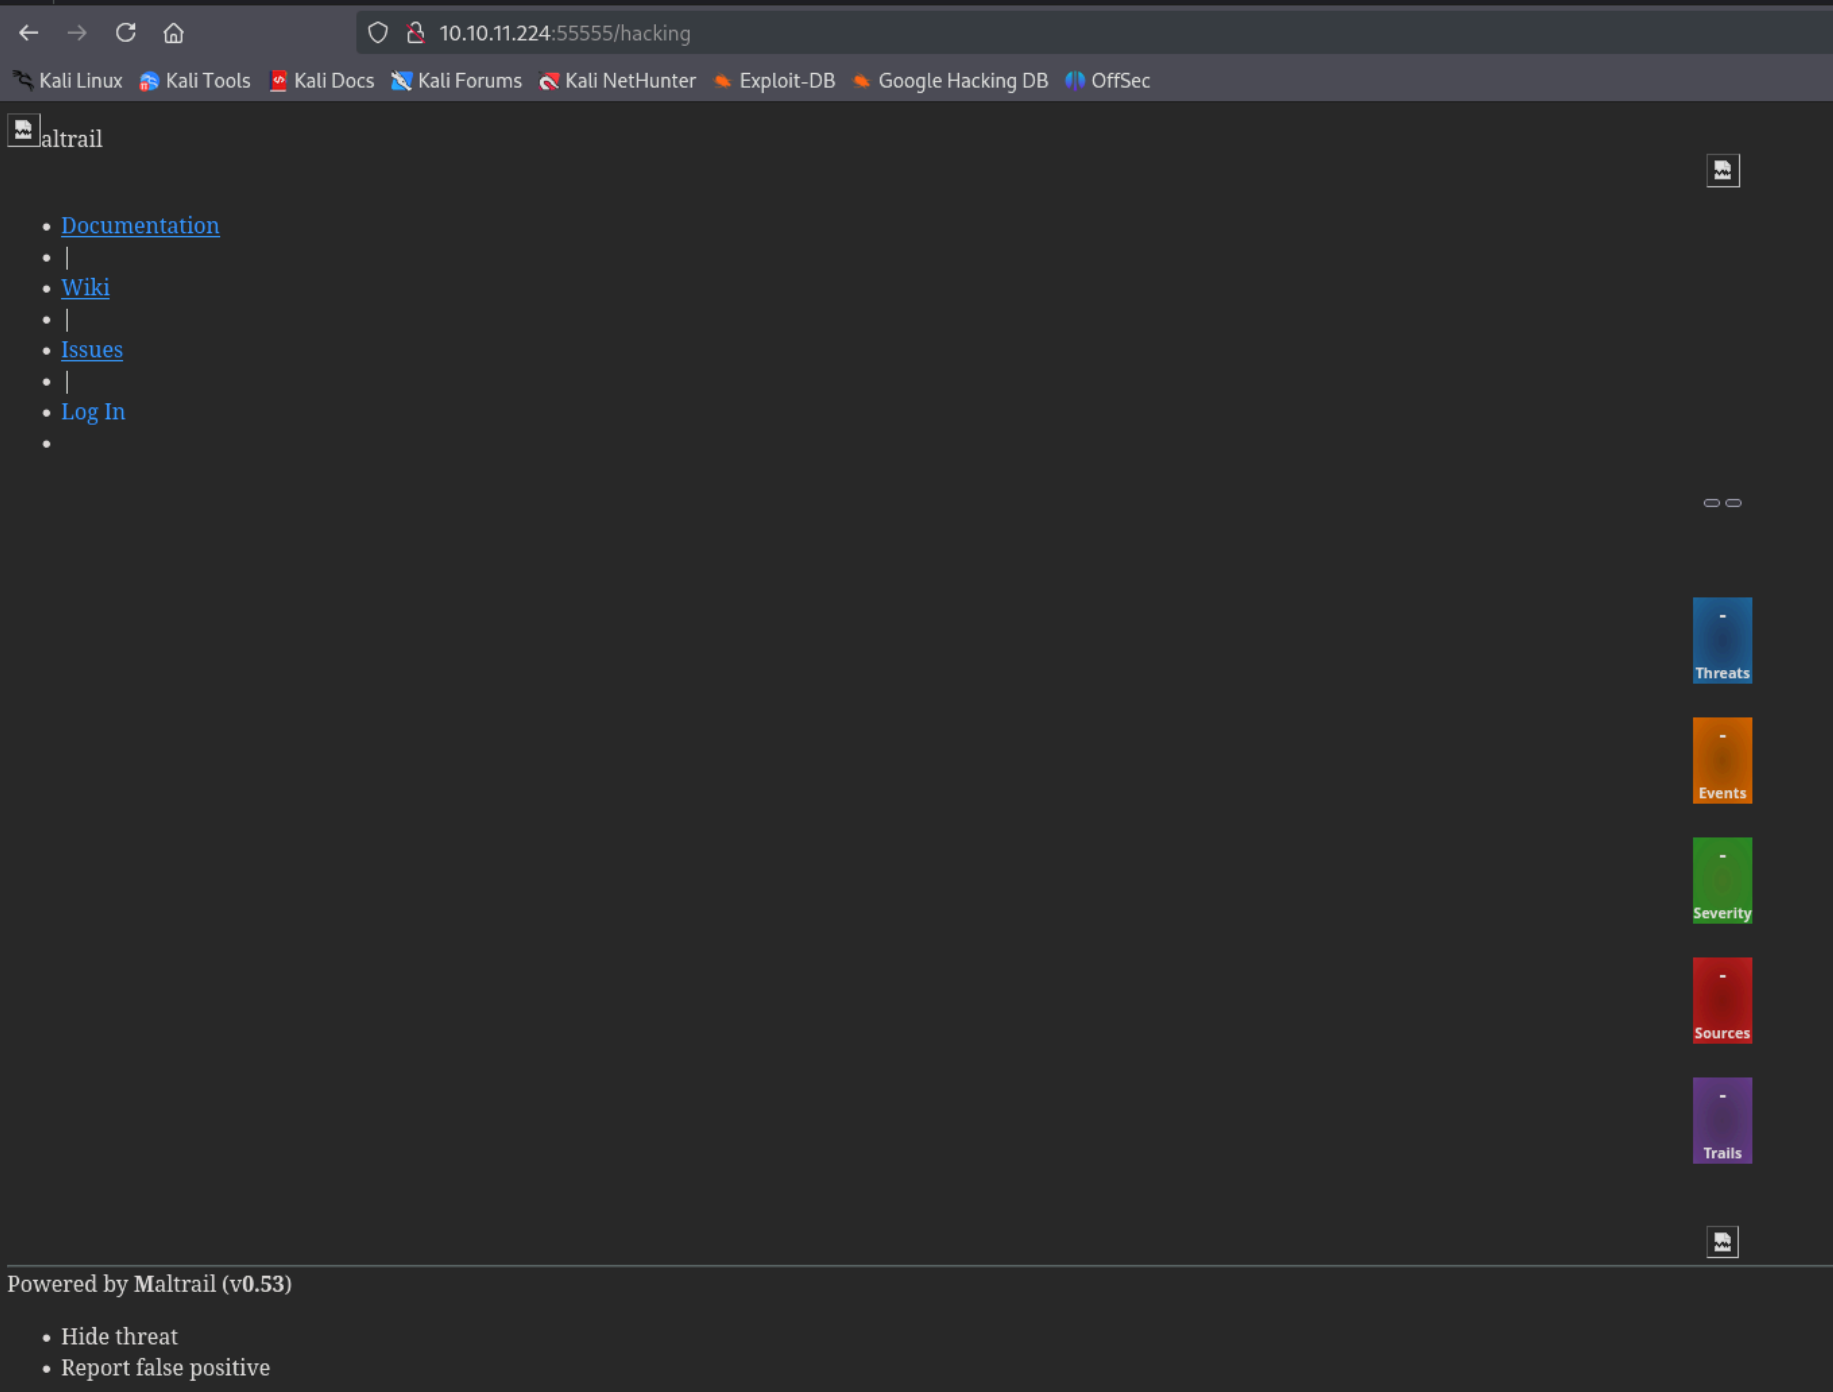 10.10.11.224:55555/hacking
Kali Linux Kali Tools Kali Docs Kali Forums Kali NetHunter Exploit-DB Google Hacking DB OffSec
altrail
Documentation
|
Wiki
|
Issues
|
Log In
-
Threats
-
Events
-
Severity
-
Sources
-
Trails
Powered by Maltrail (v0.53)
Hide threat
Report false positive